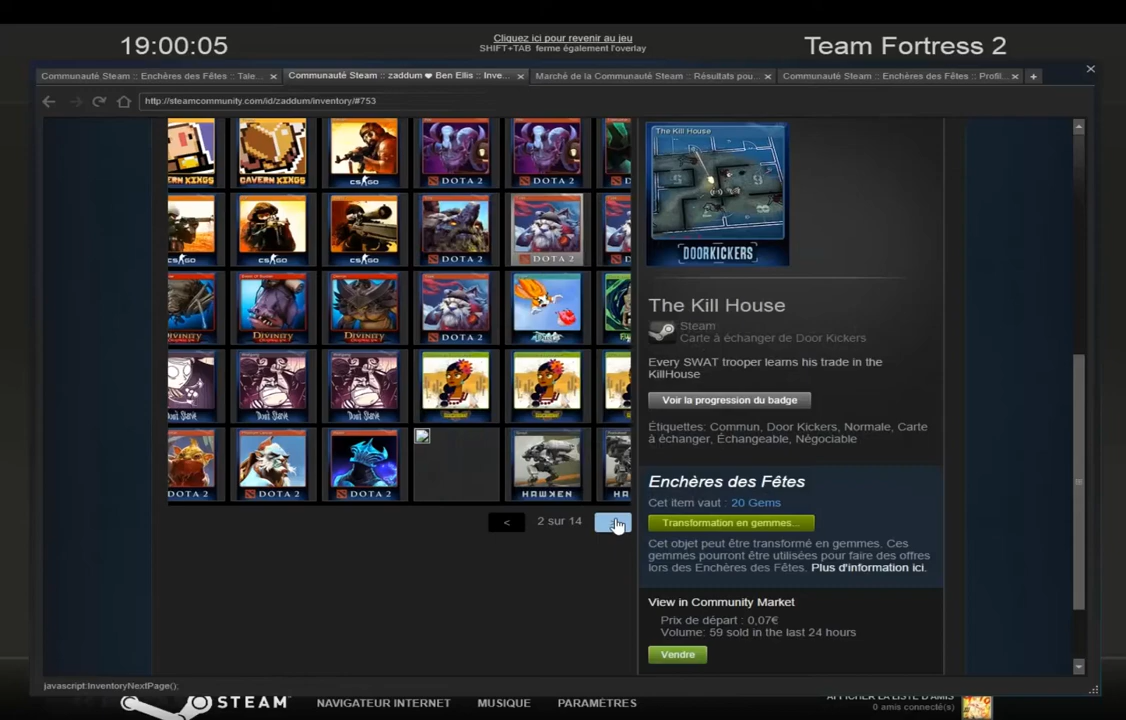 19:00:05
Cliquez ici pour revenir au jeu
SHIFT+TAB ferme également l'overlay
Team Fortress 2
Communauté Steam :: Enchères des Fêtes :: Tale...
Communauté Steam :: zaddum ❤ Ben Ellis :: Inve...
Marché de la Communauté Steam :: Résultats pou...
Communauté Steam :: Enchères des Fêtes :: Profil...
http://steamcommunity.com/id/zaddum/inventory/#753
CAVERN KINGS
CS:GO
DOTA 2
DOTA 2
CS:GO
CS:GO
DOTA 2
DOTA 2
DIVINITY
DIVINITY
DOTA 2
Don't Starve
Don't Starve
DOTA 2
DOTA 2
DOTA 2
HAWKEN
<
2 sur 14
The Kill House
DOORKICKERS
The Kill House
Steam
Carte à échanger de Door Kickers
Every SWAT trooper learns his trade in the
KillHouse
Voir la progression du badge
Étiquettes: Commun, Door Kickers, Normale, Carte
à échanger, Échangeable, Négociable
Enchères des Fêtes
Cet item vaut : 20 Gems
Transformation en gemmes...
Cet objet peut être transformé en gemmes. Ces
gemmes pourront être utilisées pour faire des offres
lors des Enchères des Fêtes. Plus d'information ici.
View in Community Market
Prix de départ : 0,07€
Volume: 59 sold in the last 24 hours
Vendre
javascript:InventoryNextPage();
STEAM
NAVIGATEUR INTERNET
MUSIQUE
PARAMÈTRES
AFFICHER LA LISTE D'AMIS
0 amis connecté(s)